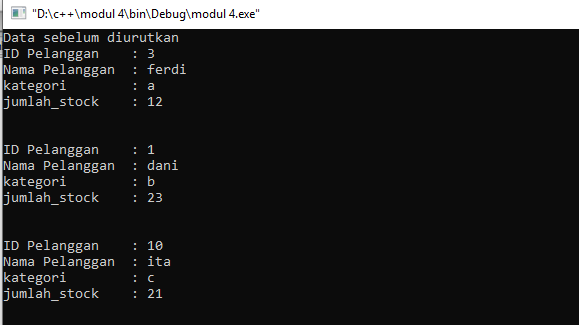 "D:\c++\modul 4\bin\Debug\modul 4.exe"
Data sebelum diurutkan
ID Pelanggan    : 3
Nama Pelanggan  : ferdi
kategori        : a
jumlah_stock    : 12
ID Pelanggan    : 1
Nama Pelanggan  : dani
kategori        : b
jumlah_stock    : 23
ID Pelanggan    : 10
Nama Pelanggan  : ita
kategori        : c
jumlah_stock    : 21